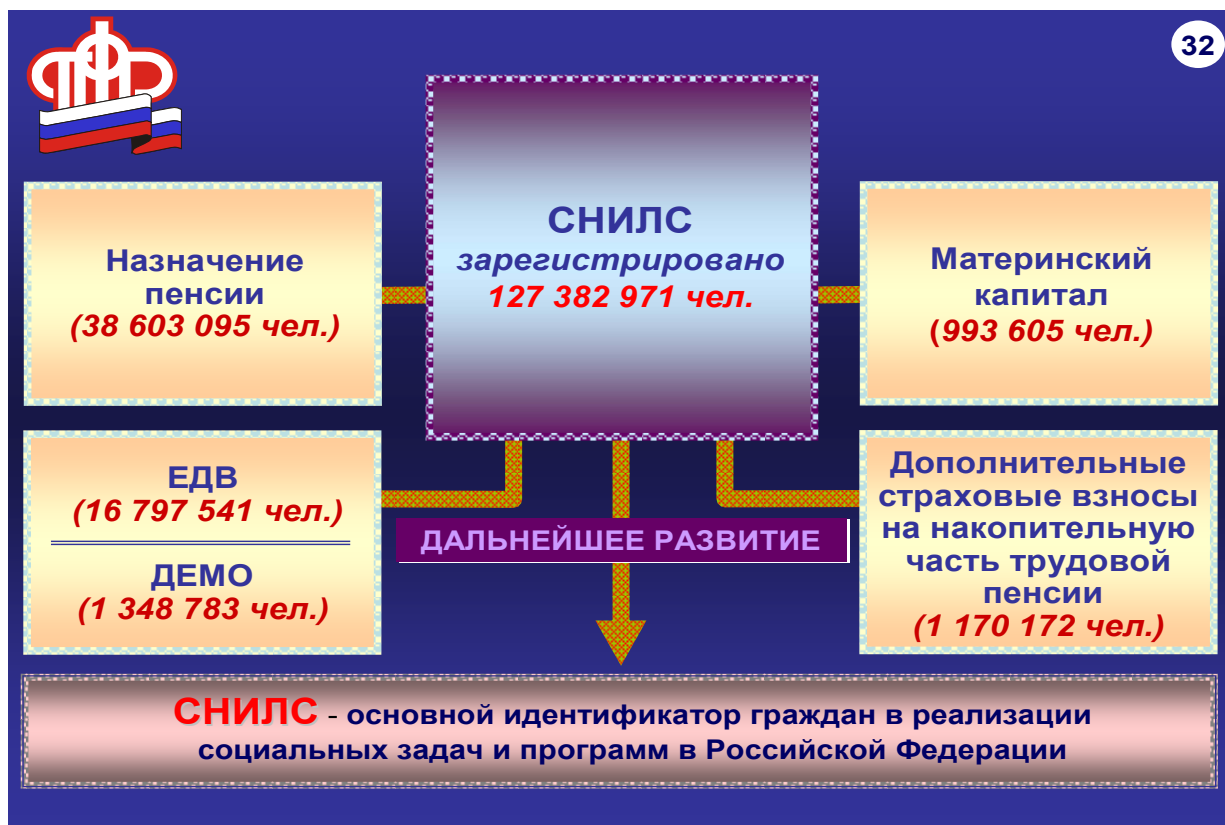 32
СНИЛС
зарегистрировано
127 382 971 чел.
Назначение
пенсии
(38 603 095 чел.)
Материнский
капитал
(993 605 чел.)
ЕДВ
(16 797 541 чел.)
ДЕМО
(1 348 783 чел.)
Дополнительные
страховые взносы
на накопительную
часть трудовой
пенсии
(1 170 172 чел.)
ДАЛЬНЕЙШЕЕ РАЗВИТИЕ
СНИЛС - основной идентификатор граждан в реализации
социальных задач и программ в Российской Федерации